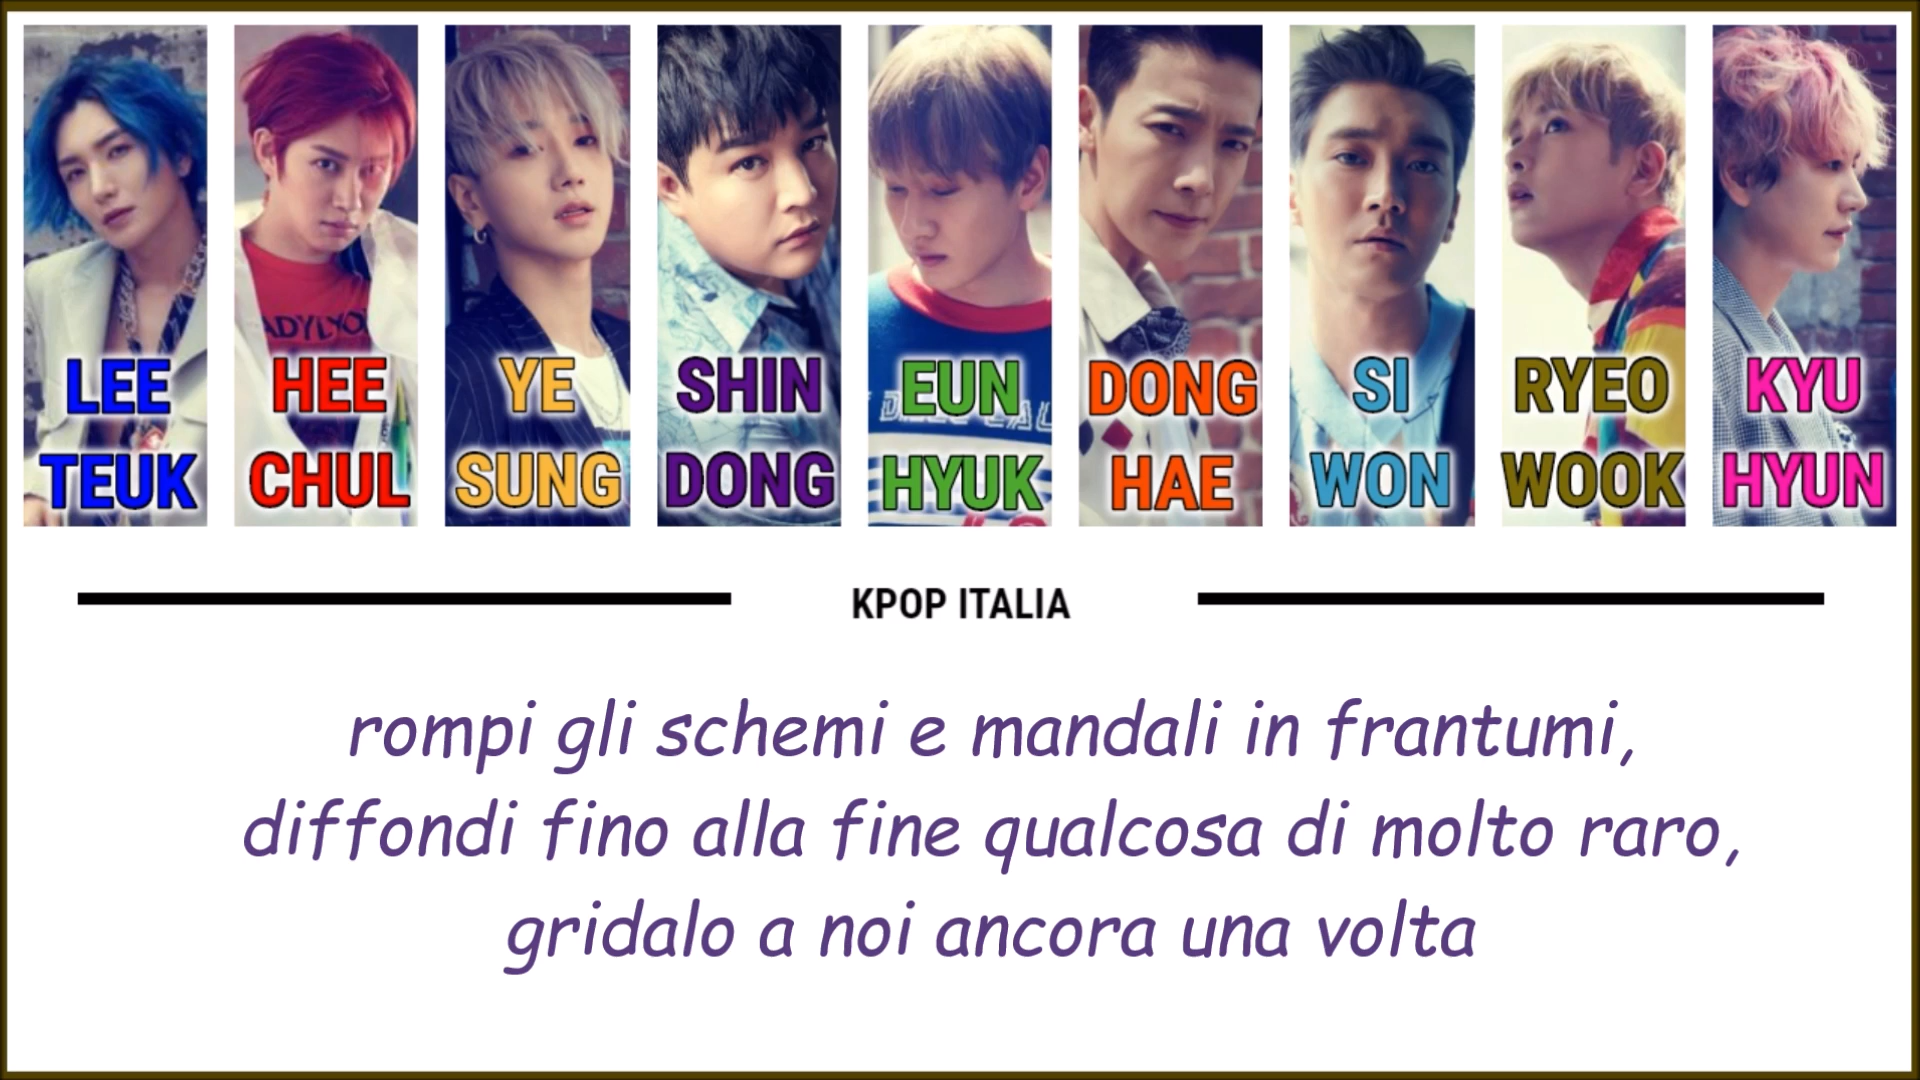 LEE
TEUK
HEE
CHUL
YE
SUNG
SHIN
DONG
EUN
HYUK
DONG
HAE
SI
WON
RYEO
WOOK
KYU
HYUN
KPOP ITALIA
rompi gli schemi e mandali in frantumi,
diffondi fino alla fine qualcosa di molto raro,
gridalo a noi ancora una volta